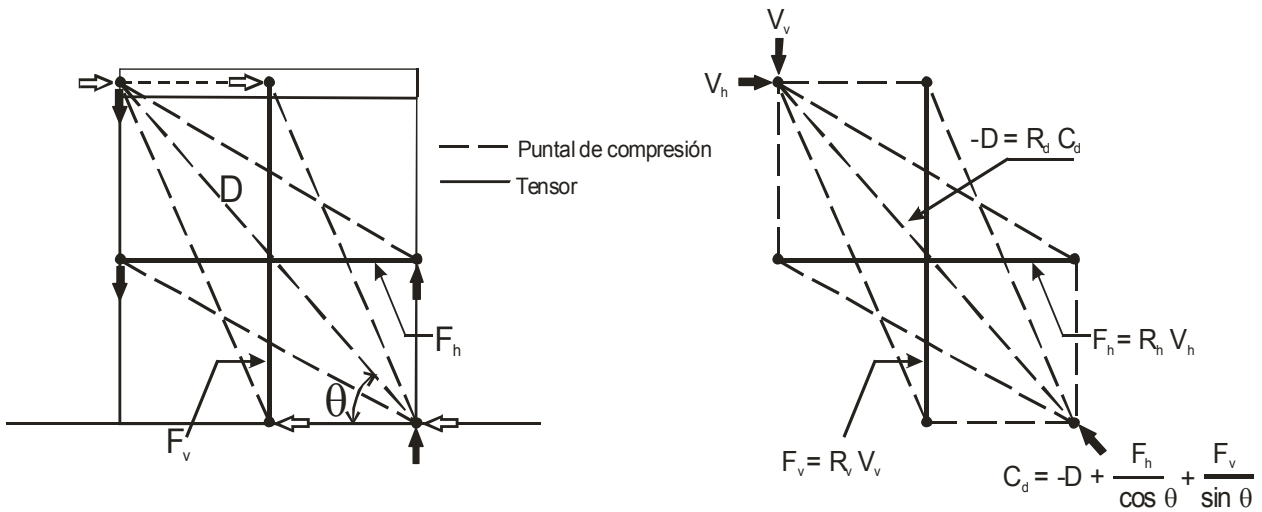 D
θ
F_v
F_h
Puntal de compresión
Tensor
V_v
V_h
-D = R_d C_d
F_h = R_h V_h
F_v = R_v V_v
C_d = -D + F_h / cos θ + F_v / sin θ